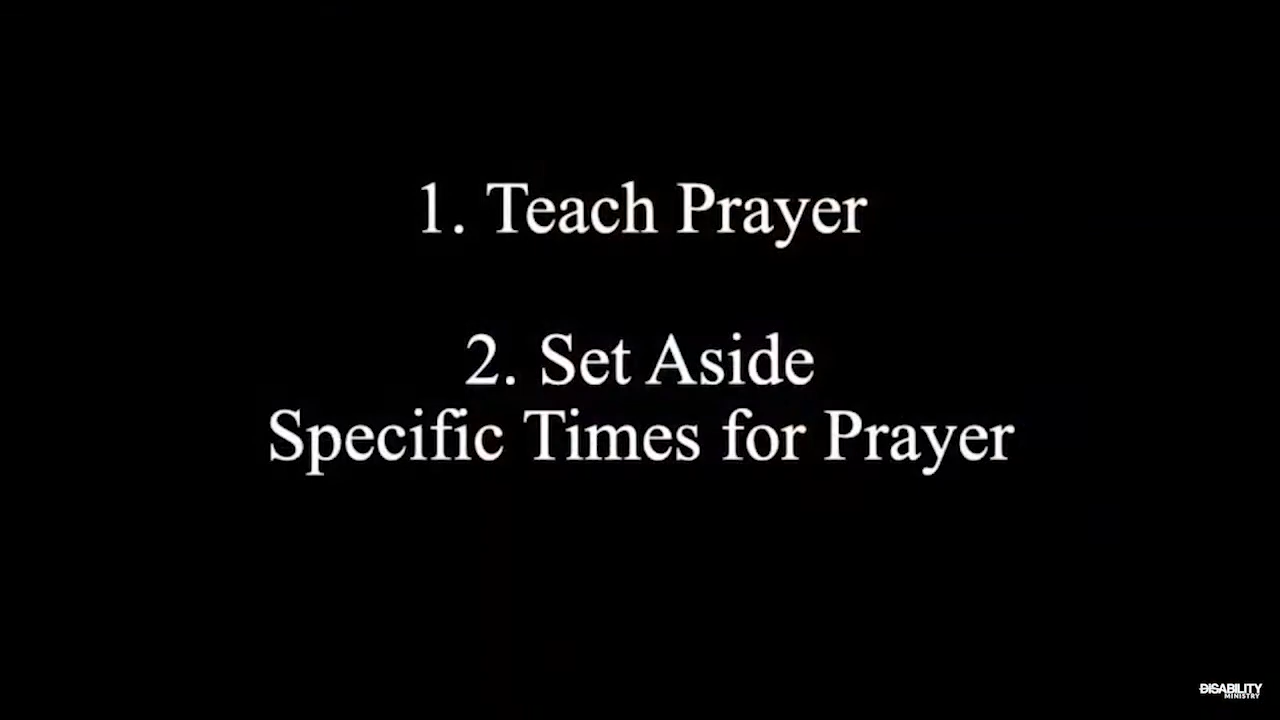 1. Teach Prayer
2. Set Aside
Specific Times for Prayer
DISABILITY
MINISTRY